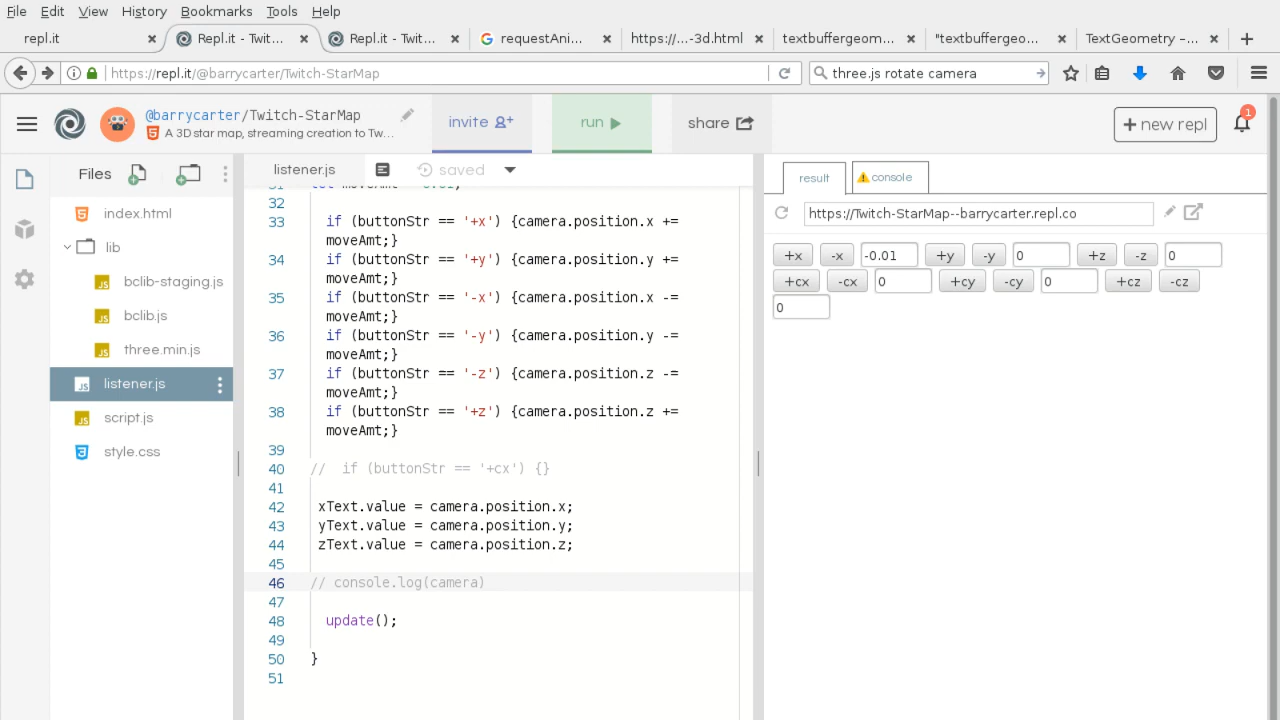 File Edit View History Bookmarks Tools Help
repl.it Repl.it - Twit... Repl.it - Twit... requestAni... https:/...-3d.html textbuffergeom... "textbuffergeo... TextGeometry –...
https://repl.it/@barrycarter/Twitch-StarMap three.js rotate camera
@barrycarter/Twitch-StarMap
A 3D star map, streaming creation to Tw...
invite run share + new repl 1
Files listener.js saved result console
index.html
lib
bclib-staging.js
bclib.js
three.min.js
listener.js
script.js
style.css
32
33 if (buttonStr == '+x') {camera.position.x +=
moveAmt;}
34 if (buttonStr == '+y') {camera.position.y +=
moveAmt;}
35 if (buttonStr == '-x') {camera.position.x -=
moveAmt;}
36 if (buttonStr == '-y') {camera.position.y -=
moveAmt;}
37 if (buttonStr == '-z') {camera.position.z -=
moveAmt;}
38 if (buttonStr == '+z') {camera.position.z +=
moveAmt;}
39
40 // if (buttonStr == '+cx') {}
41
42 xText.value = camera.position.x;
43 yText.value = camera.position.y;
44 zText.value = camera.position.z;
45
46 // console.log(camera)
47
48 update();
49
50 }
51
https://Twitch-StarMap--barrycarter.repl.co
+x -x -0.01 +y -y 0 +z -z 0
+cx -cx 0 +cy -cy 0 +cz -cz
0